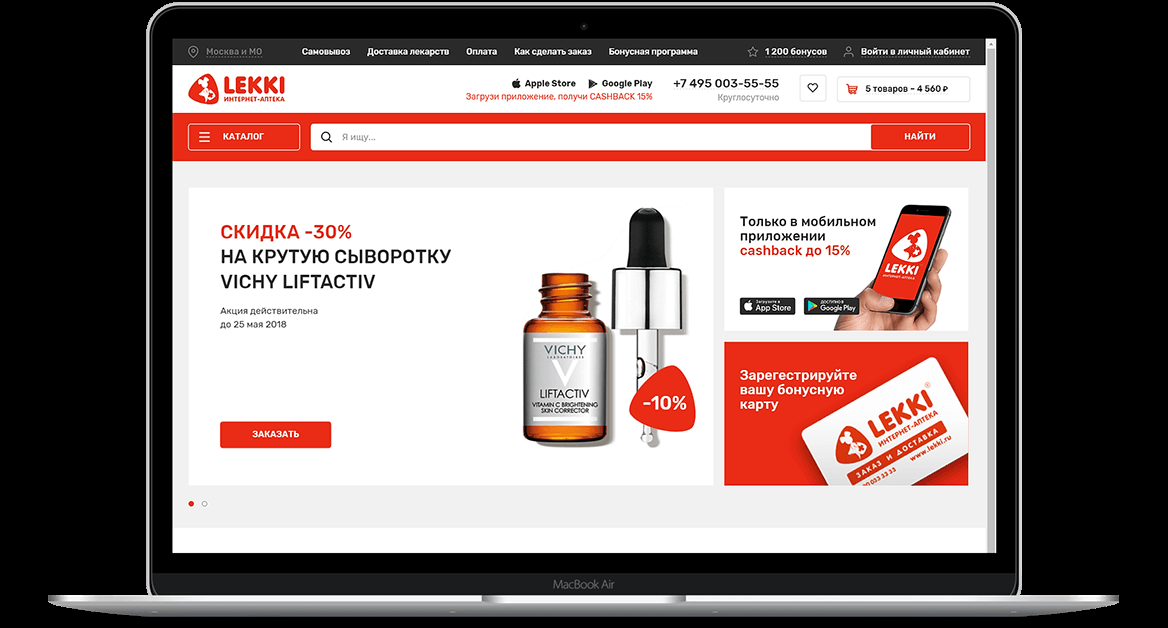 Москва и МО
Самовывоз
Доставка лекарств
Оплата
Как сделать заказ
Бонусная программа
1 200 бонусов
Войти в личный кабинет
LEKKI
ИНТЕРНЕТ-АПТЕКА
Apple Store
Google Play
Загрузи приложение, получи CASHBACK 15%
+7 495 003-55-55
Круглосуточно
5 товаров – 4 560 ₽
КАТАЛОГ
Я ищу...
НАЙТИ
СКИДКА -30%
НА КРУТУЮ СЫВОРОТКУ
VICHY LIFTACTIV
Акция действительна
до 25 мая 2018
ЗАКАЗАТЬ
VICHY
LABORATOIRES
LIFTACTIV
VITAMIN C BRIGHTENING
SKIN CORRECTOR
-10%
Только в мобильном
приложении
cashback до 15%
Загрузите в
App Store
ДОСТУПНО В
Google Play
LEKKI
ИНТЕРНЕТ-АПТЕКА
Зарегестрируйте
вашу бонусную
карту
LEKKI®
ИНТЕРНЕТ-АПТЕКА
ЗАКАЗ И ДОСТАВКА
www.lekki.ru
MacBook Air